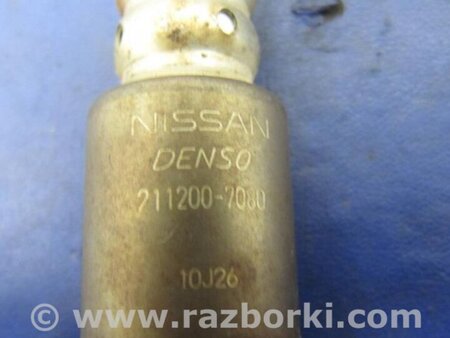 NISSAN
DENSO
211200-7080
10J26
www.razborki.com